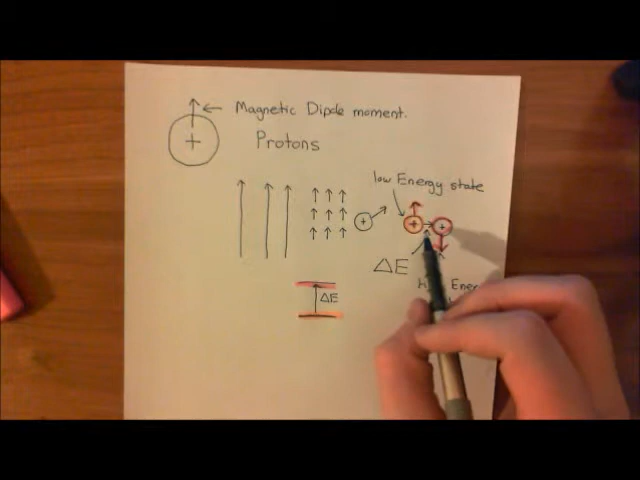 Magnetic Dipole moment.
+
Protons
low Energy state
+
+
+
ΔE
ΔE